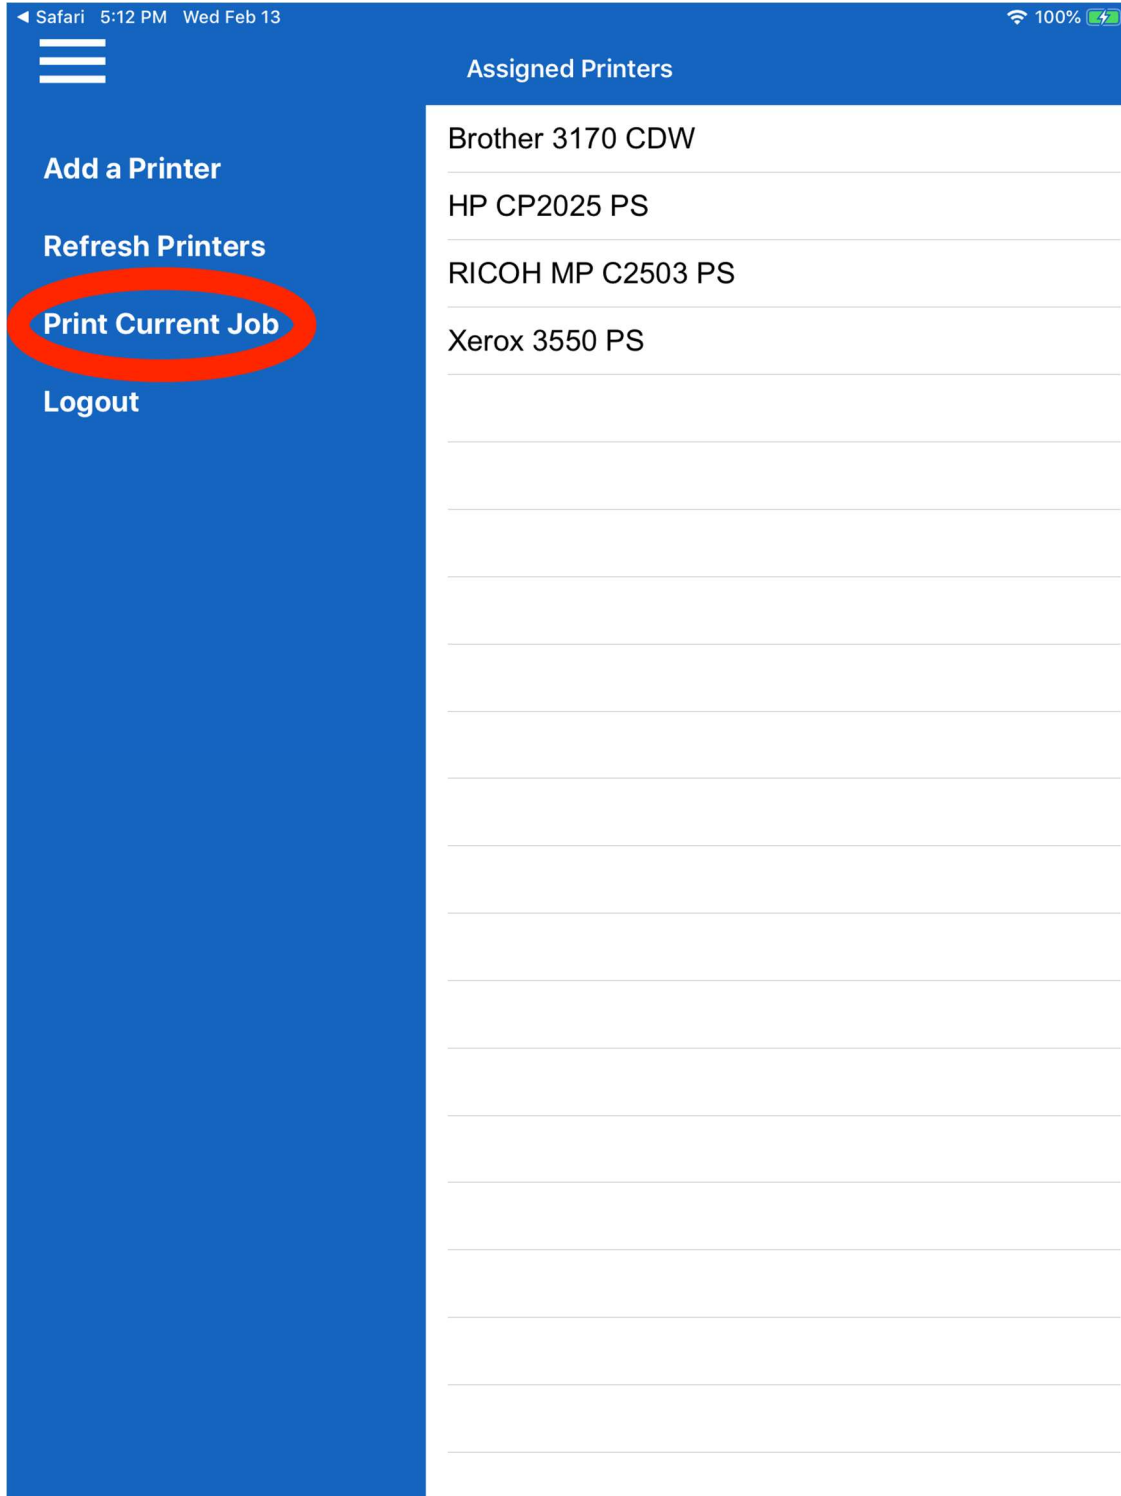 ◀ Safari 5:12 PM Wed Feb 13 100%
Assigned Printers
Add a Printer
Refresh Printers
Print Current Job
Logout
Brother 3170 CDW
HP CP2025 PS
RICOH MP C2503 PS
Xerox 3550 PS